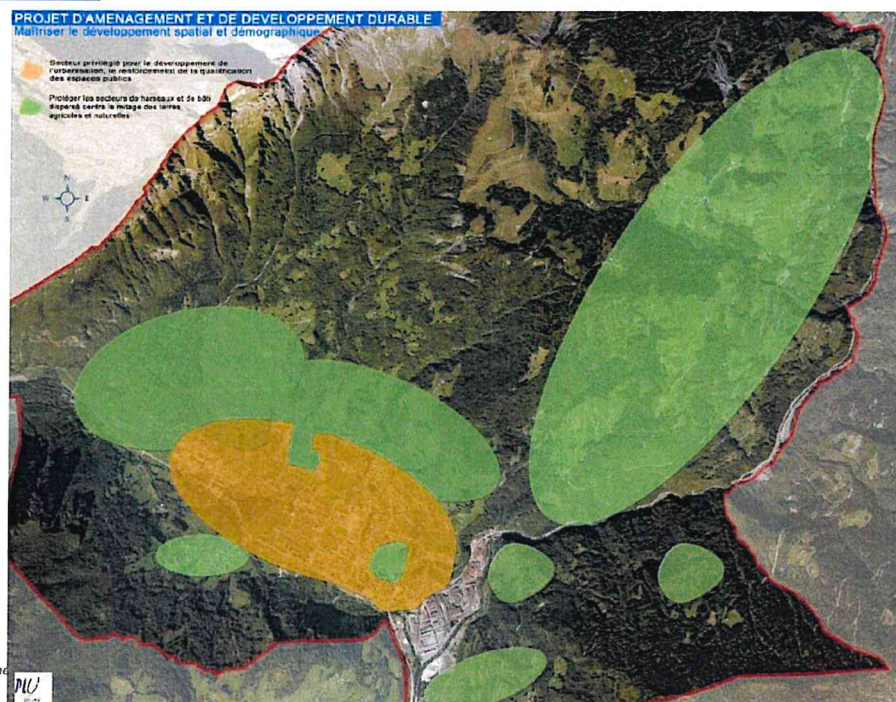 PROJET D'AMENAGEMENT ET DE DEVELOPPEMENT DURABLE
Maîtriser le développement spatial et démographique
Secteur privilégié pour le développement de
l'urbanisation, le renforcement de la qualification
des espaces publics
Protéger les secteurs de hameaux et de bâti
dispersé contre le mitage des terres
agricoles et naturelles
N
W E
S
PLU